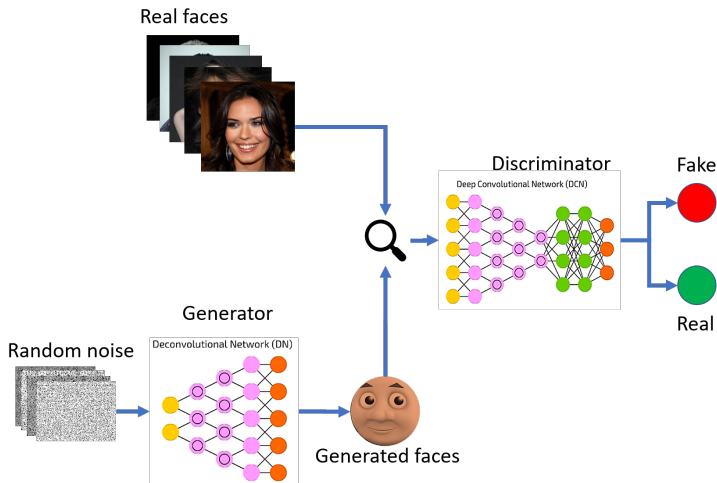 Real faces
Discriminator
Fake
Deep Convolutional Network (DCN)
Generator
Real
Random noise
Deconvolutional Network (DN)
Generated faces